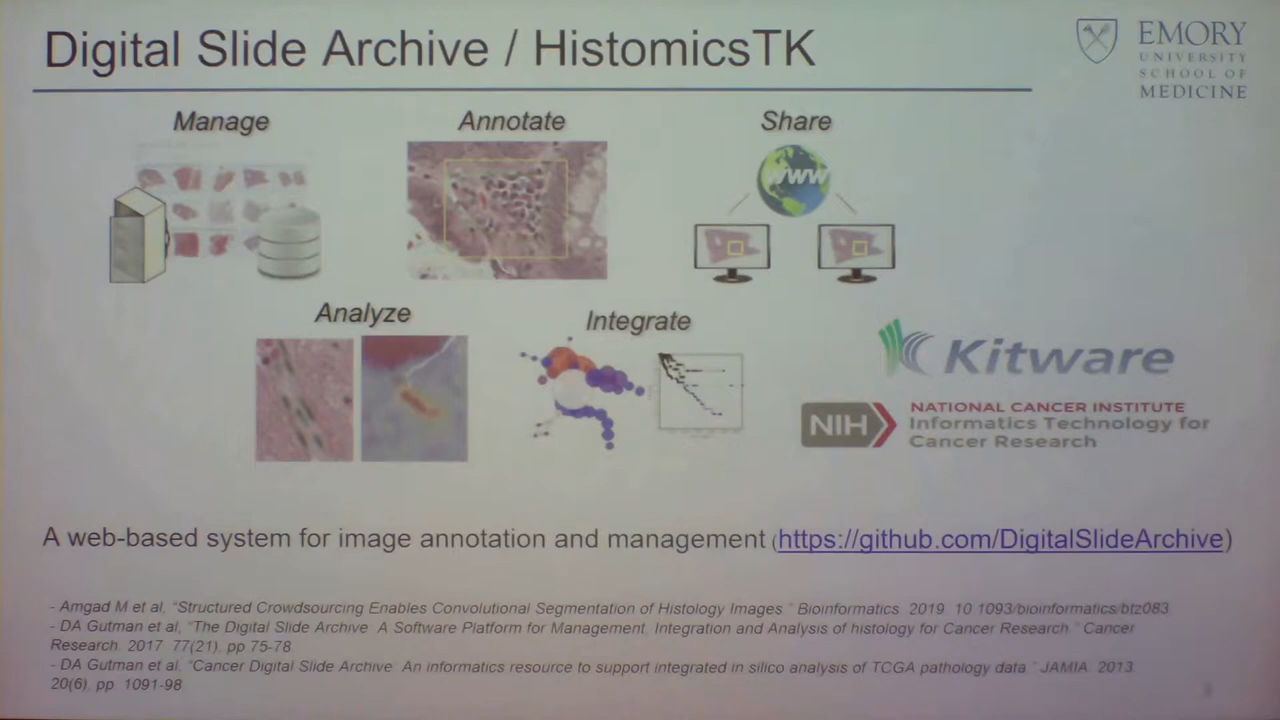 Digital Slide Archive / HistomicsTK
EMORY
UNIVERSITY
SCHOOL OF
MEDICINE
Manage
Annotate
Share
www
Analyze
Integrate
Kitware
NIH
NATIONAL CANCER INSTITUTE
Informatics Technology for
Cancer Research
A web-based system for image annotation and management (https://github.com/DigitalSlideArchive)
- Amgad M et al, "Structured Crowdsourcing Enables Convolutional Segmentation of Histology Images." Bioinformatics. 2019. 10.1093/bioinformatics/btz083
- DA Gutman et al, "The Digital Slide Archive: A Software Platform for Management, Integration and Analysis of histology for Cancer Research." Cancer
Research. 2017. 77(21), pp 75-78.
- DA Gutman et al. "Cancer Digital Slide Archive: An informatics resource to support integrated in silico analysis of TCGA pathology data." JAMIA. 2013.
20(6), pp. 1091-98